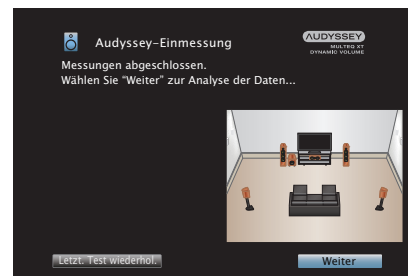 Audyssey-Einmessung
AUDYSSEY
MULTEQ XT
DYNAMIC VOLUME
Messungen abgeschlossen.
Wählen Sie “Weiter” zur Analyse der Daten...
Letzt. Test wiederhol.
Weiter